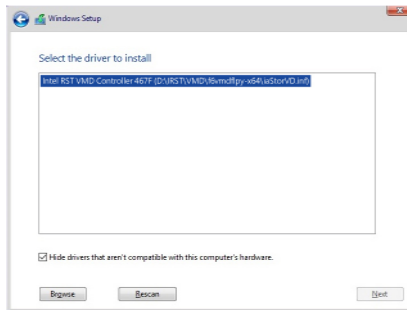 Windows Setup
Select the driver to install
Intel RST VMD Controller 467F (D:\IRST\VMD\f6vmdflpy-x64\iaStorVD.inf)
Hide drivers that aren't compatible with this computer's hardware.
Browse
Rescan
Next